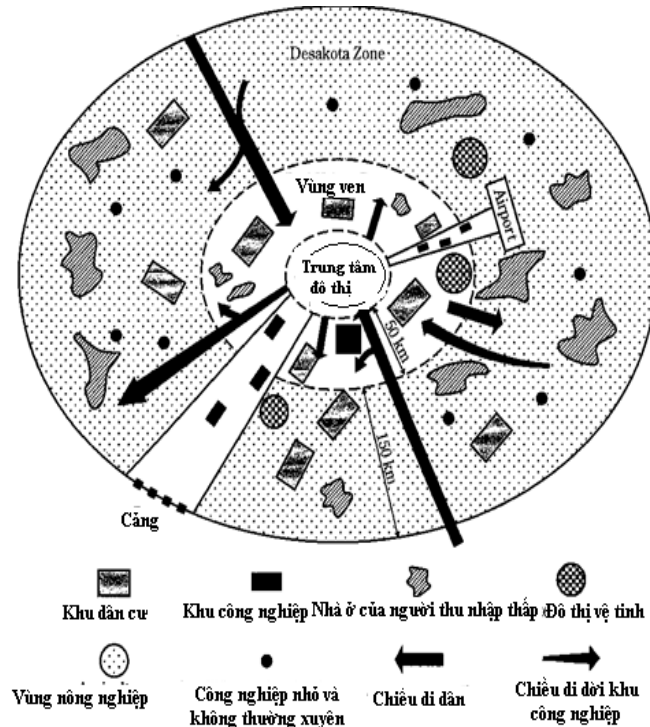 Desakota Zone
Vùng ven
Airport
Trung tâm
đô thị
50 km
150 km
Cảng
Khu dân cư
Khu công nghiệp
Nhà ở của người thu nhập thấp
Đô thị vệ tinh
Vùng nông nghiệp
Công nghiệp nhỏ và
không thường xuyên
Chiều di dân
Chiều di dời khu
công nghiệp